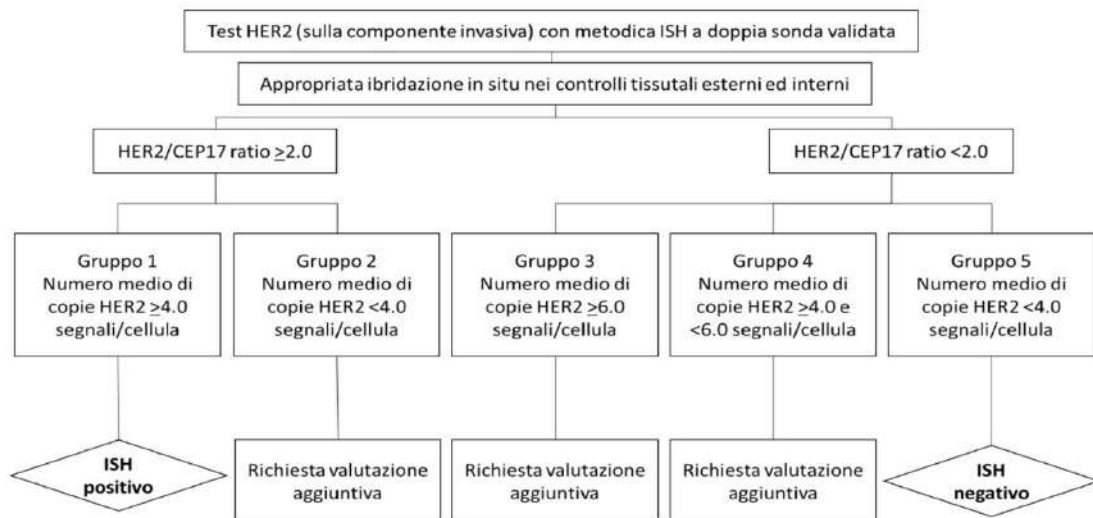 Test HER2 (sulla componente invasiva) con metodica ISH a doppia sonda validata
Appropriata ibridazione in situ nei controlli tissutali esterni ed interni
HER2/CEP17 ratio ≥2.0
HER2/CEP17 ratio <2.0
Gruppo 1
Numero medio di
copie HER2 ≥4.0
segnali/cellula
Gruppo 2
Numero medio di
copie HER2 <4.0
segnali/cellula
Gruppo 3
Numero medio di
copie HER2 ≥6.0
segnali/cellula
Gruppo 4
Numero medio di
copie HER2 ≥4.0 e
<6.0 segnali/cellula
Gruppo 5
Numero medio di
copie HER2 <4.0
segnali/cellula
ISH
positivo
Richiesta valutazione
aggiuntiva
Richiesta valutazione
aggiuntiva
Richiesta valutazione
aggiuntiva
ISH
negativo